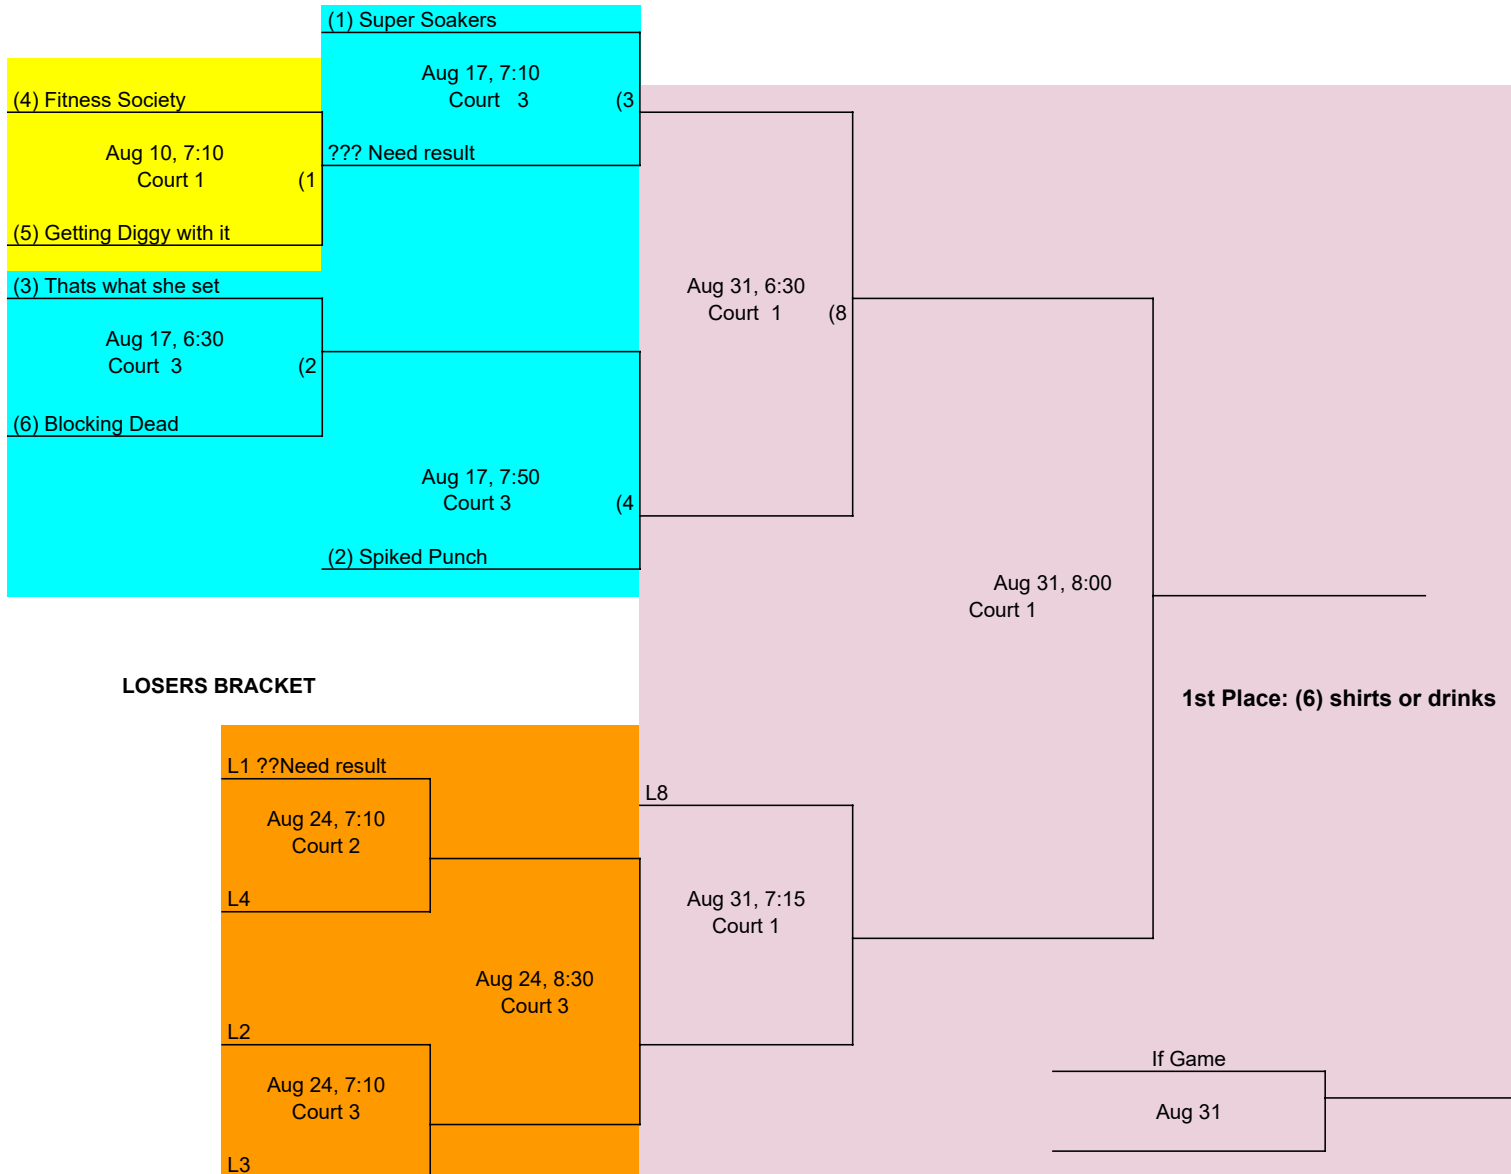 (1) Super Soakers
Aug 17, 7:10
Court 3 (3
(4) Fitness Society
Aug 10, 7:10
Court 1 (1
??? Need result
(5) Getting Diggy with it
(3) Thats what she set
Aug 17, 6:30
Court 3 (2
(6) Blocking Dead
Aug 31, 6:30
Court 1 (8
Aug 17, 7:50
Court 3 (4
(2) Spiked Punch
Aug 31, 8:00
Court 1
1st Place: (6) shirts or drinks
LOSERS BRACKET
L1 ??Need result
Aug 24, 7:10
Court 2
L4
L8
Aug 31, 7:15
Court 1
Aug 24, 8:30
Court 3
L2
Aug 24, 7:10
Court 3
L3
If Game
Aug 31